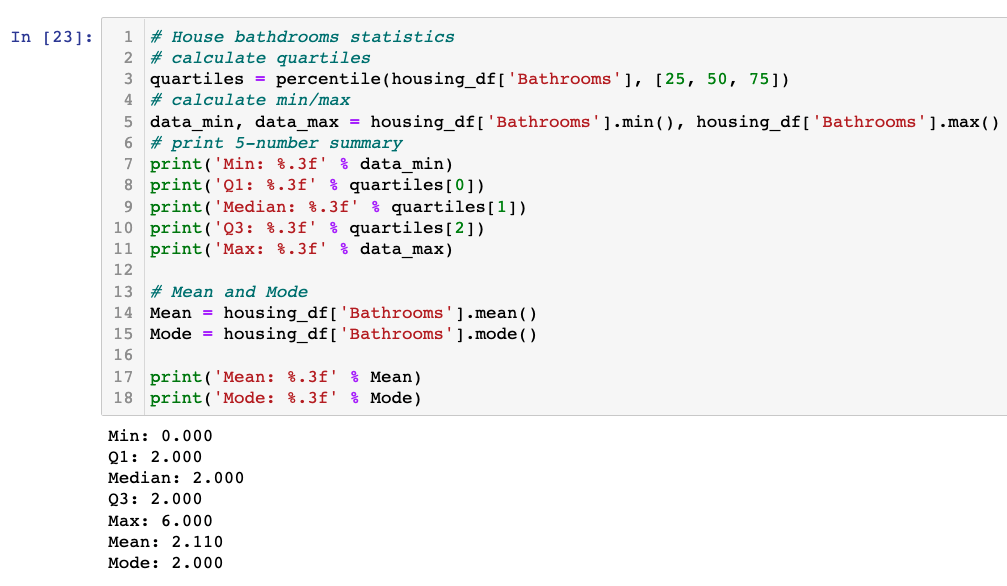 In [23]:
1 # House bathdrooms statistics
2 # calculate quartiles
3 quartiles = percentile(housing_df['Bathrooms'], [25, 50, 75])
4 # calculate min/max
5 data_min, data_max = housing_df['Bathrooms'].min(), housing_df['Bathrooms'].max()
6 # print 5-number summary
7 print('Min: %.3f' % data_min)
8 print('Q1: %.3f' % quartiles[0])
9 print('Median: %.3f' % quartiles[1])
10 print('Q3: %.3f' % quartiles[2])
11 print('Max: %.3f' % data_max)
12
13 # Mean and Mode
14 Mean = housing_df['Bathrooms'].mean()
15 Mode = housing_df['Bathrooms'].mode()
16
17 print('Mean: %.3f' % Mean)
18 print('Mode: %.3f' % Mode)
Min: 0.000
Q1: 2.000
Median: 2.000
Q3: 2.000
Max: 6.000
Mean: 2.110
Mode: 2.000